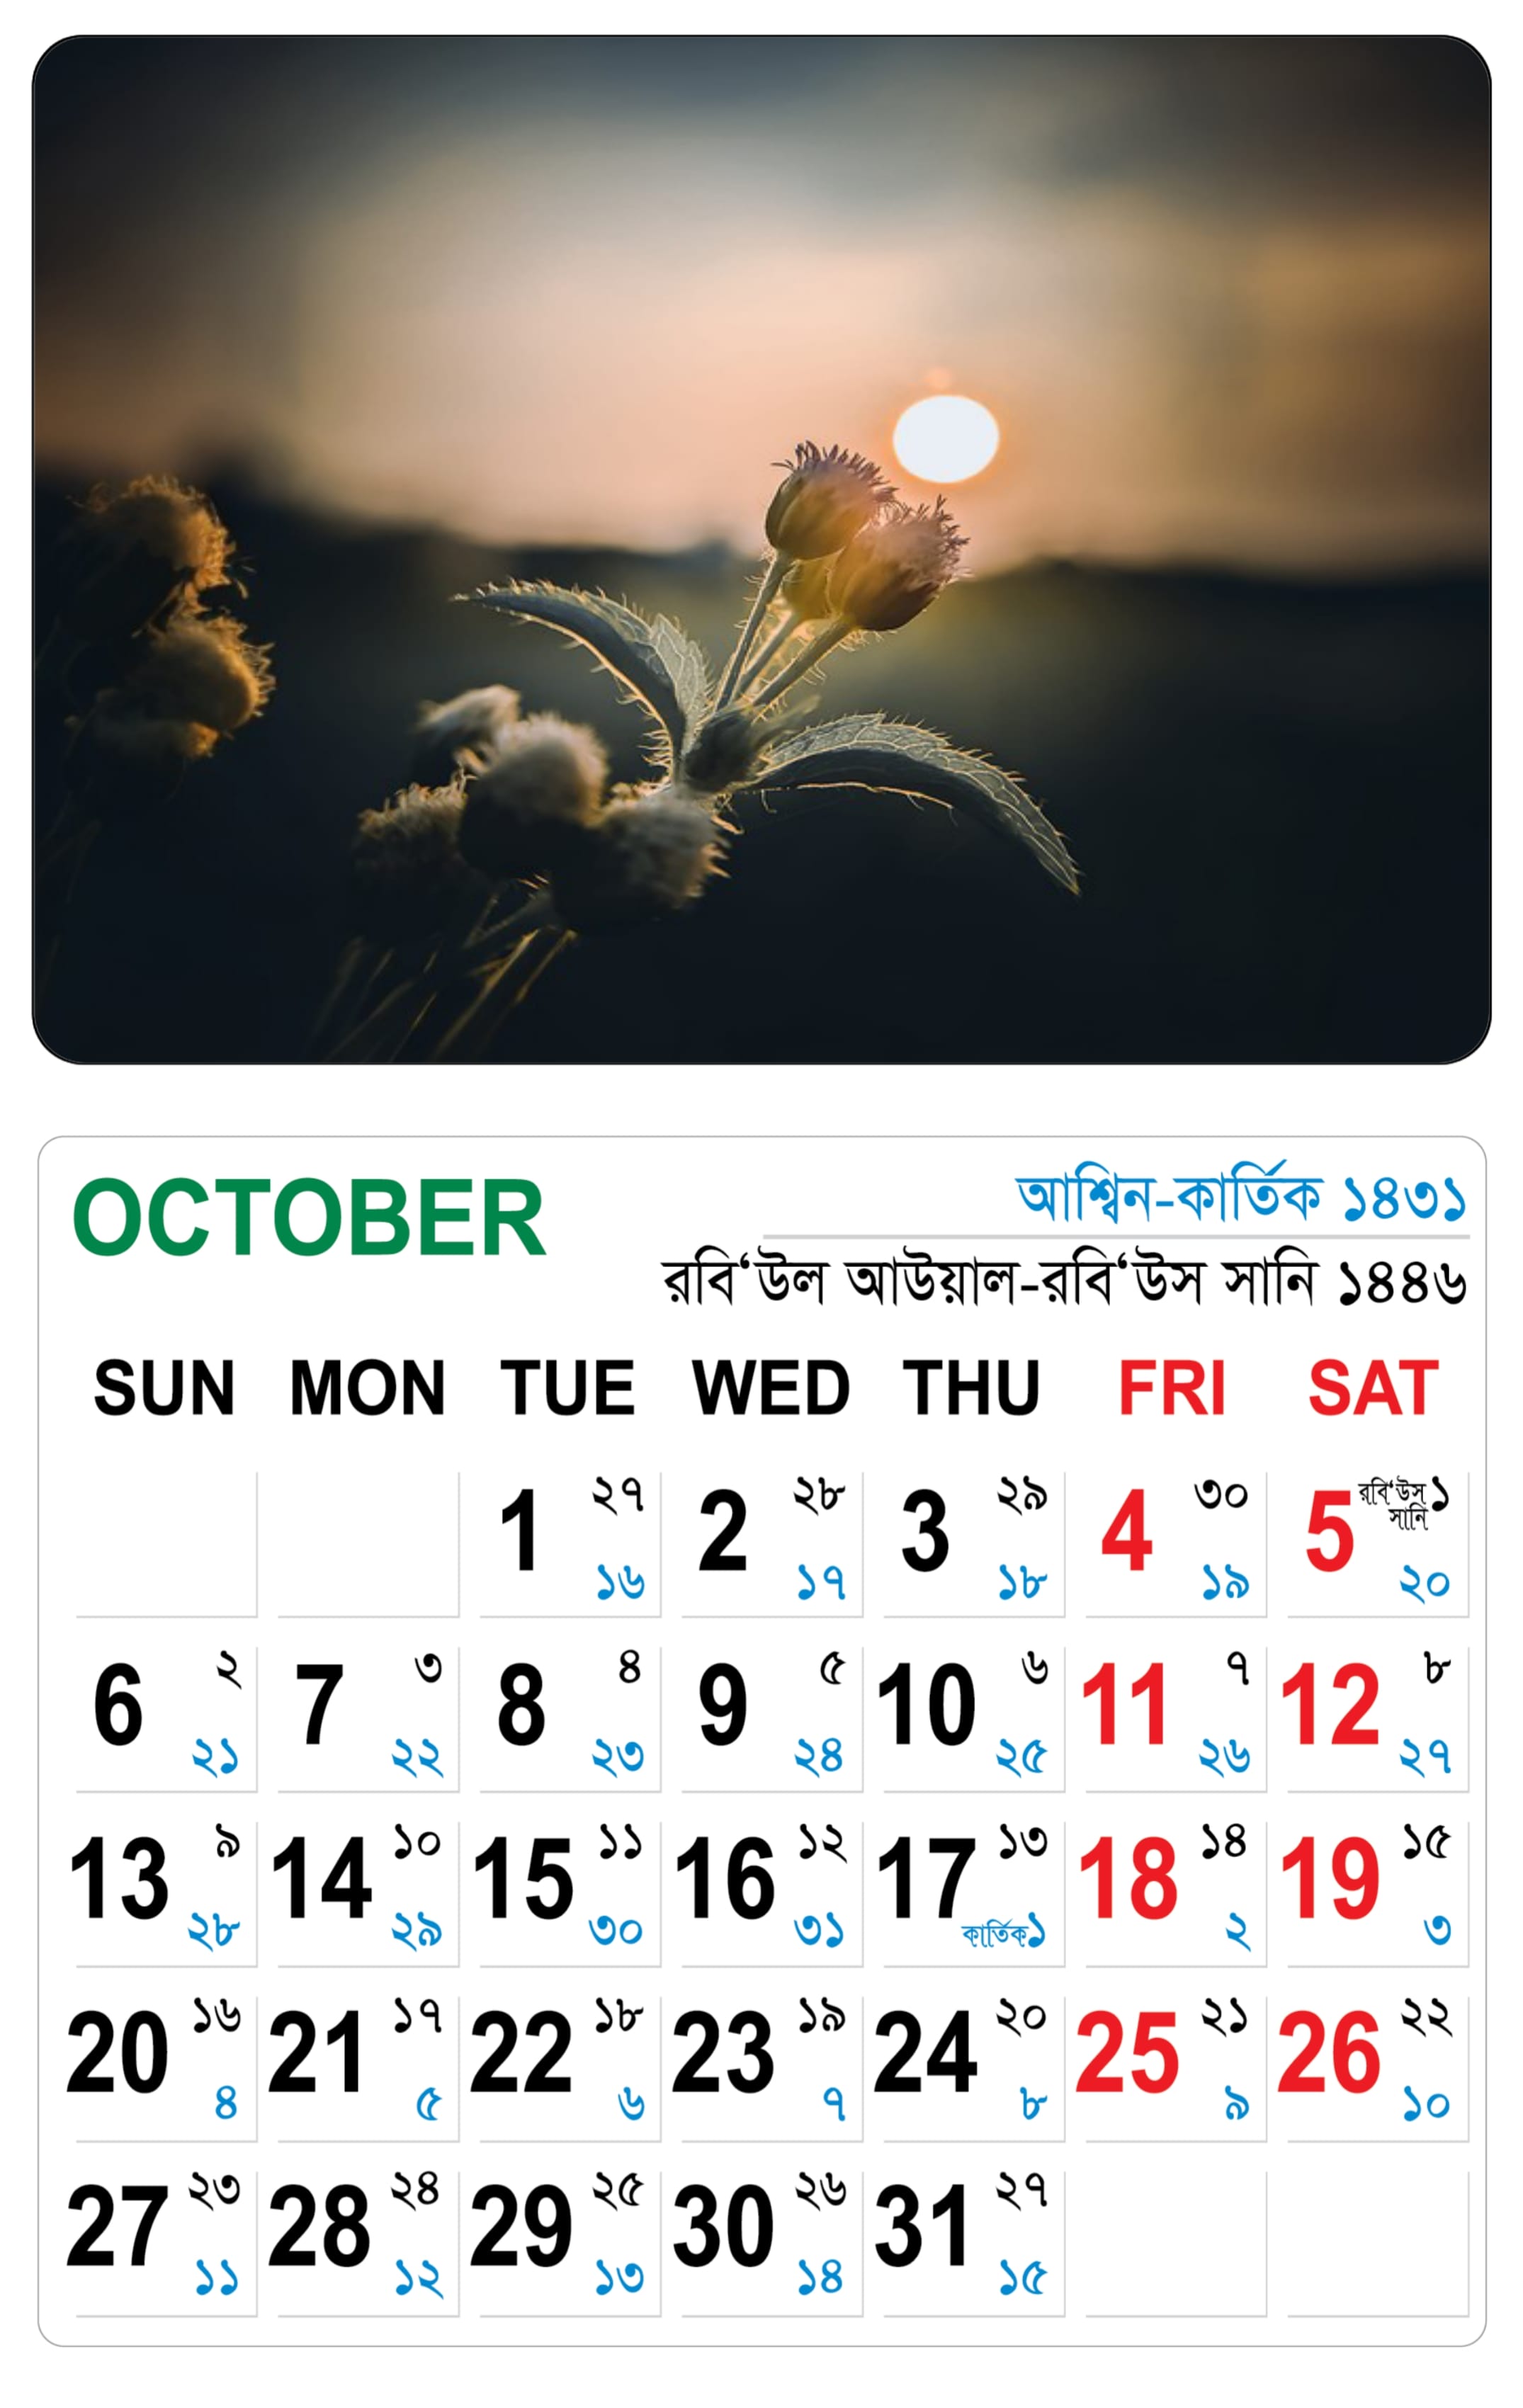 OCTOBER
আশ্বিন-কার্তিক ১৪৩১
রবি‘উল আউয়াল-রবি‘উস সানি ১৪৪৬
SUN MON TUE WED THU FRI SAT
1 ২৭ ১৬ 2 ২৮ ১৭ 3 ২৯ ১৮ 4 ৩০ ১৯ 5 রবি‘উস সানি ১ ২০
6 ২ ২১ 7 ৩ ২২ 8 ৪ ২৩ 9 ৫ ২৪ 10 ৬ ২৫ 11 ৭ ২৬ 12 ৮ ২৭
13 ৯ ২৮ 14 ১০ ২৯ 15 ১১ ৩০ 16 ১২ ৩১ 17 ১৩ কার্তিক ১ 18 ১৪ ২ 19 ১৫ ৩
20 ১৬ ৪ 21 ১৭ ৫ 22 ১৮ ৬ 23 ১৯ ৭ 24 ২০ ৮ 25 ২১ ৯ 26 ২২ ১০
27 ২৩ ১১ 28 ২৪ ১২ 29 ২৫ ১৩ 30 ২৬ ১৪ 31 ২৭ ১৫